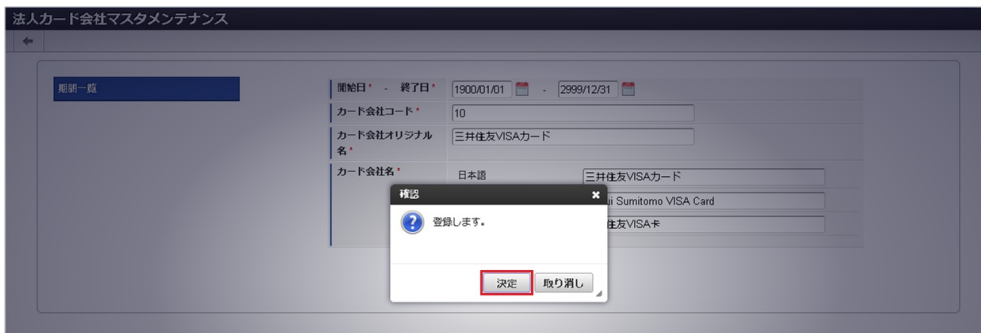 法人カード会社マスタメンテナンス
期間一覧
開始日* - 終了日* 1900/01/01 - 2999/12/31
カード会社コード* 10
カード会社オリジナル
名*
三井住友VISAカード
カード会社名* 日本語 三井住友VISAカード
確認
ui Sumitomo VISA Card
登録します。
住友VISA卡
決定 取り消し